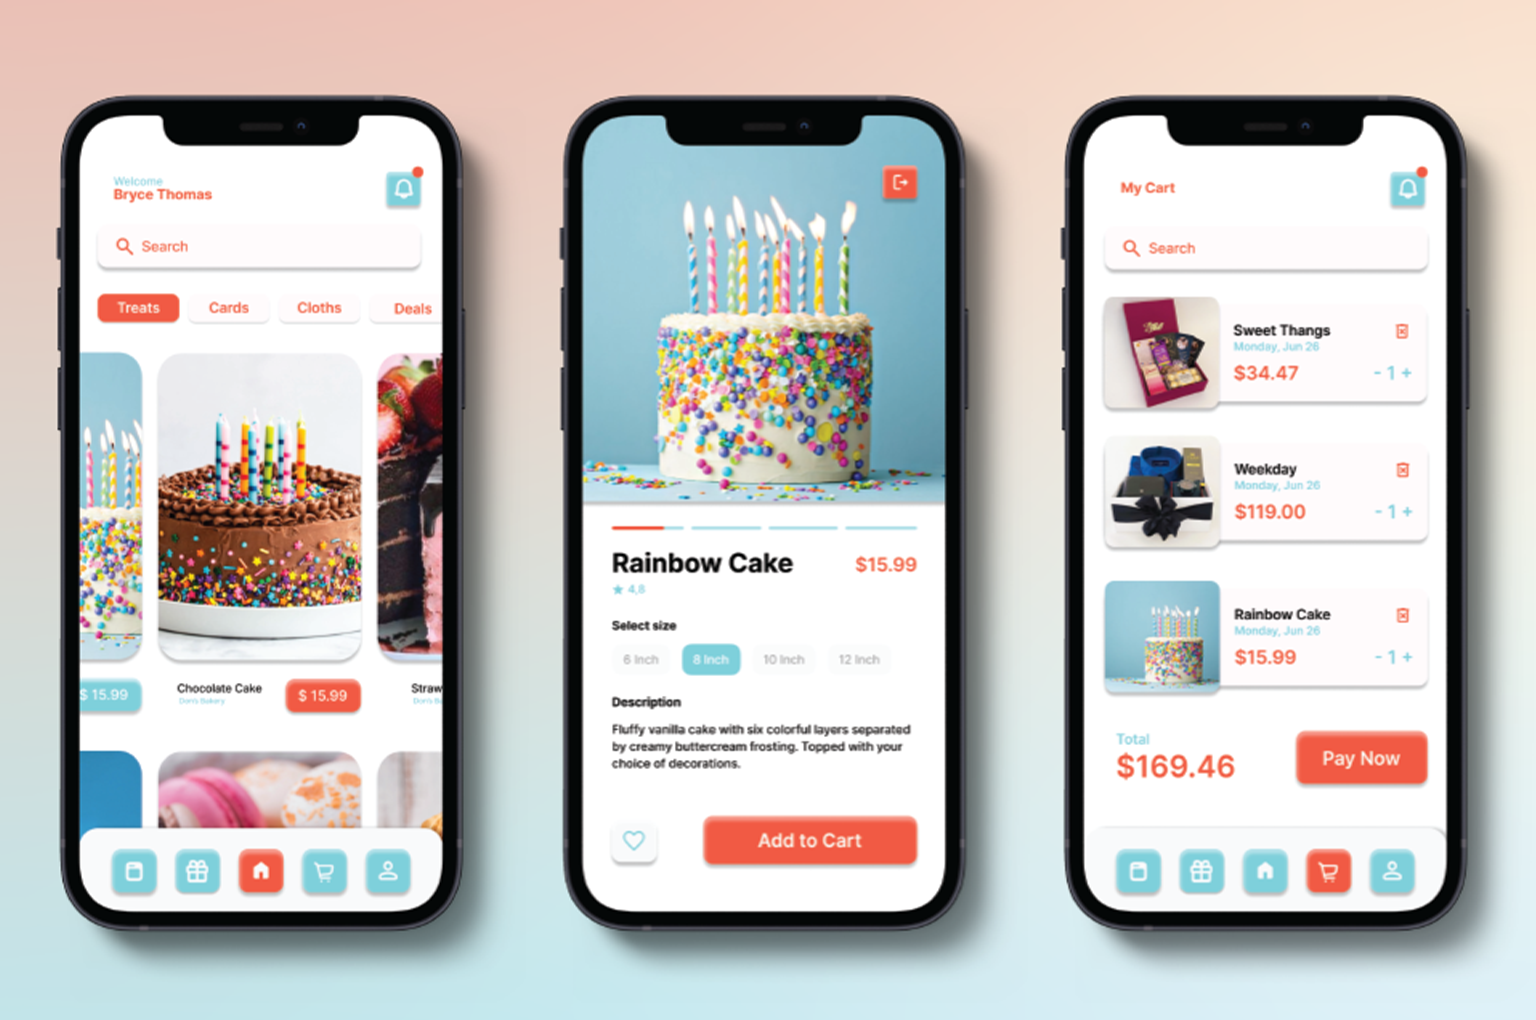 Welcome
Bryce Thomas
Search
Treats Cards Cloths Deals
$ 15.99 Chocolate Cake $ 15.99 Straw
Don's Bakery Don's B
Rainbow Cake $15.99
4,8
Select size
6 Inch 8 Inch 10 Inch 12 Inch
Description
Fluffy vanilla cake with six colorful layers separated
by creamy buttercream frosting. Topped with your
choice of decorations.
Add to Cart
My Cart
Search
Sweet Thangs
Monday, Jun 26
$34.47 - 1 +
Weekday
Monday, Jun 26
$119.00 - 1 +
Rainbow Cake
Monday, Jun 26
$15.99 - 1 +
Total
$169.46 Pay Now